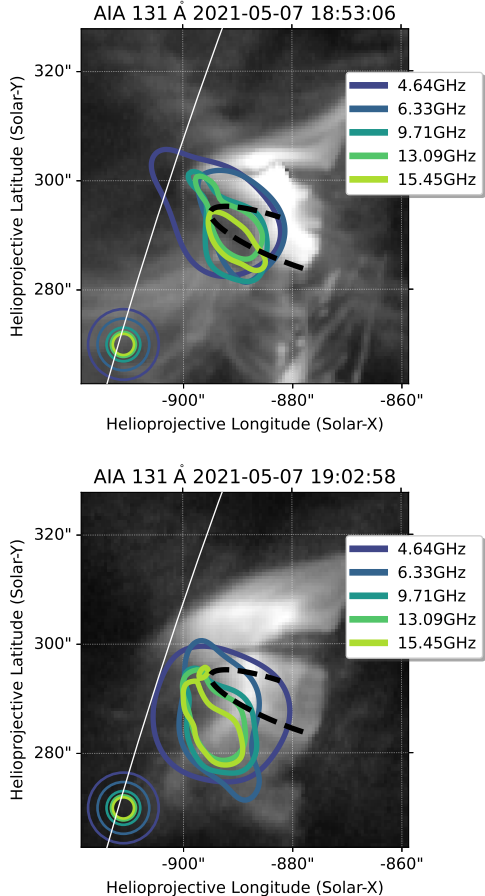 AIA 131 Å 2021-05-07 18:53:06
320"
300"
280"
Helioprojective Latitude (Solar-Y)
4.64GHz
6.33GHz
9.71GHz
13.09GHz
15.45GHz
-900"
-880"
-860"
Helioprojective Longitude (Solar-X)
AIA 131 Å 2021-05-07 19:02:58
320"
300"
280"
Helioprojective Latitude (Solar-Y)
4.64GHz
6.33GHz
9.71GHz
13.09GHz
15.45GHz
-900"
-880"
-860"
Helioprojective Longitude (Solar-X)